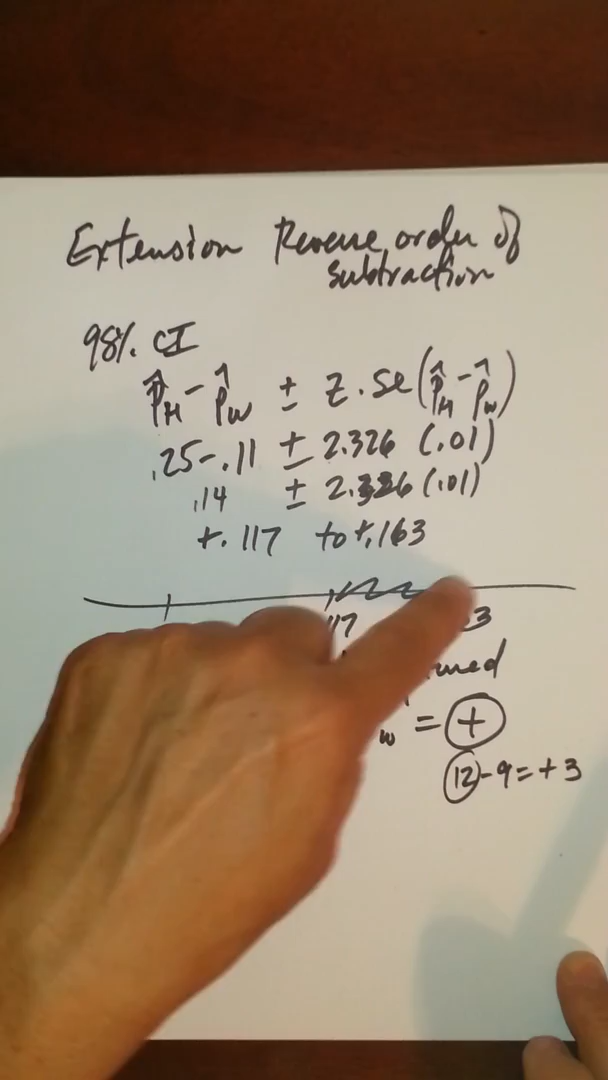 Extension Reverse order of
subtraction
98% CI
p̂H - p̂W ± z . se(p̂H - p̂W)
.25 - .11 ± 2.326 (.01)
.14 ± 2.326 (.01)
+.117 to +.163
w = +
12 - 9 = + 3